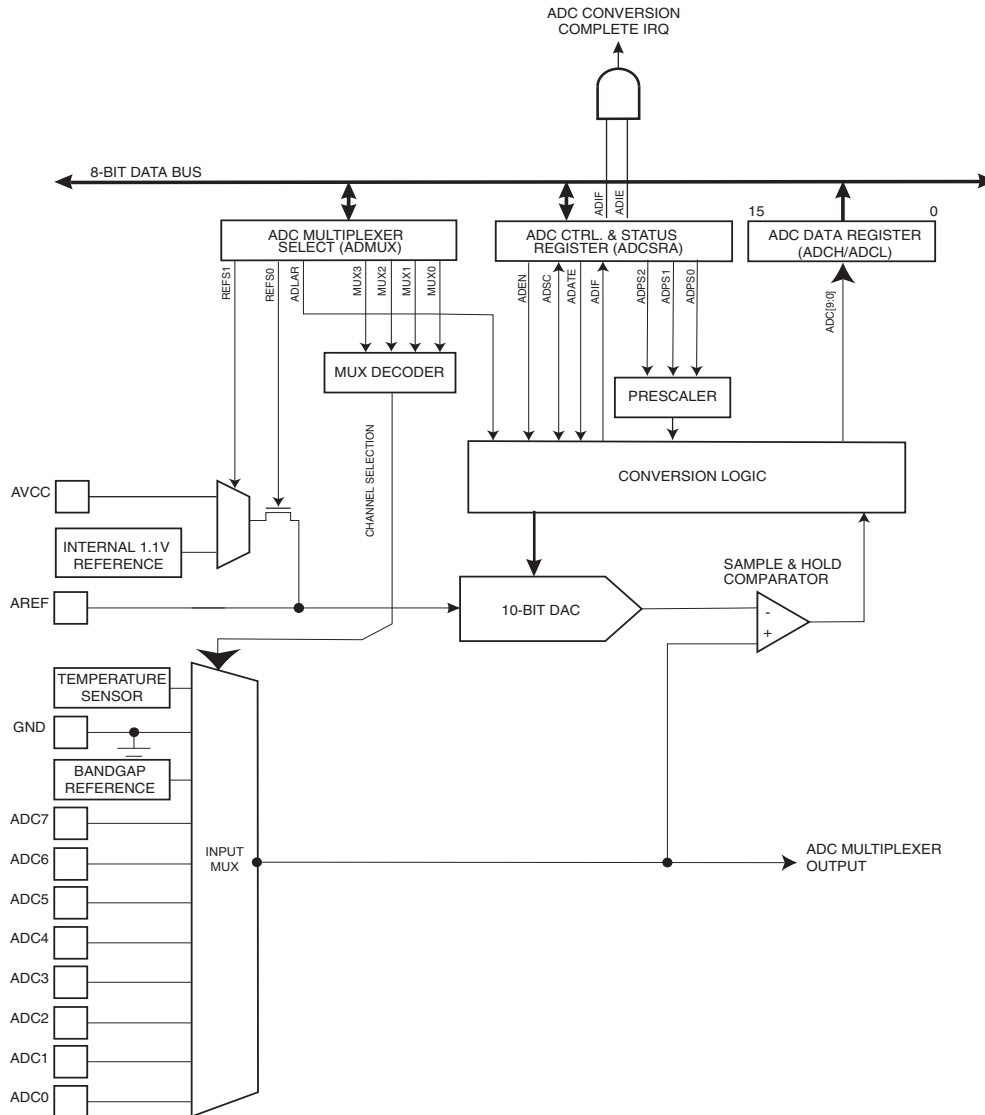 ADC CONVERSION
COMPLETE IRQ
8-BIT DATA BUS
ADIF
ADIE
15
0
ADC MULTIPLEXER
SELECT (ADMUX)
ADC CTRL. & STATUS
REGISTER (ADCSRA)
ADC DATA REGISTER
(ADCH/ADCL)
REFS1
REFS0
ADLAR
MUX3
MUX2
MUX1
MUX0
ADEN
ADSC
ADATE
ADIF
ADPS2
ADPS1
ADPS0
ADC[9:0]
MUX DECODER
PRESCALER
CHANNEL SELECTION
CONVERSION LOGIC
AVCC
INTERNAL 1.1V
REFERENCE
SAMPLE & HOLD
COMPARATOR
AREF
10-BIT DAC
-
+
TEMPERATURE
SENSOR
GND
BANDGAP
REFERENCE
ADC7
ADC6
ADC5
ADC4
ADC3
ADC2
ADC1
ADC0
INPUT
MUX
ADC MULTIPLEXER
OUTPUT